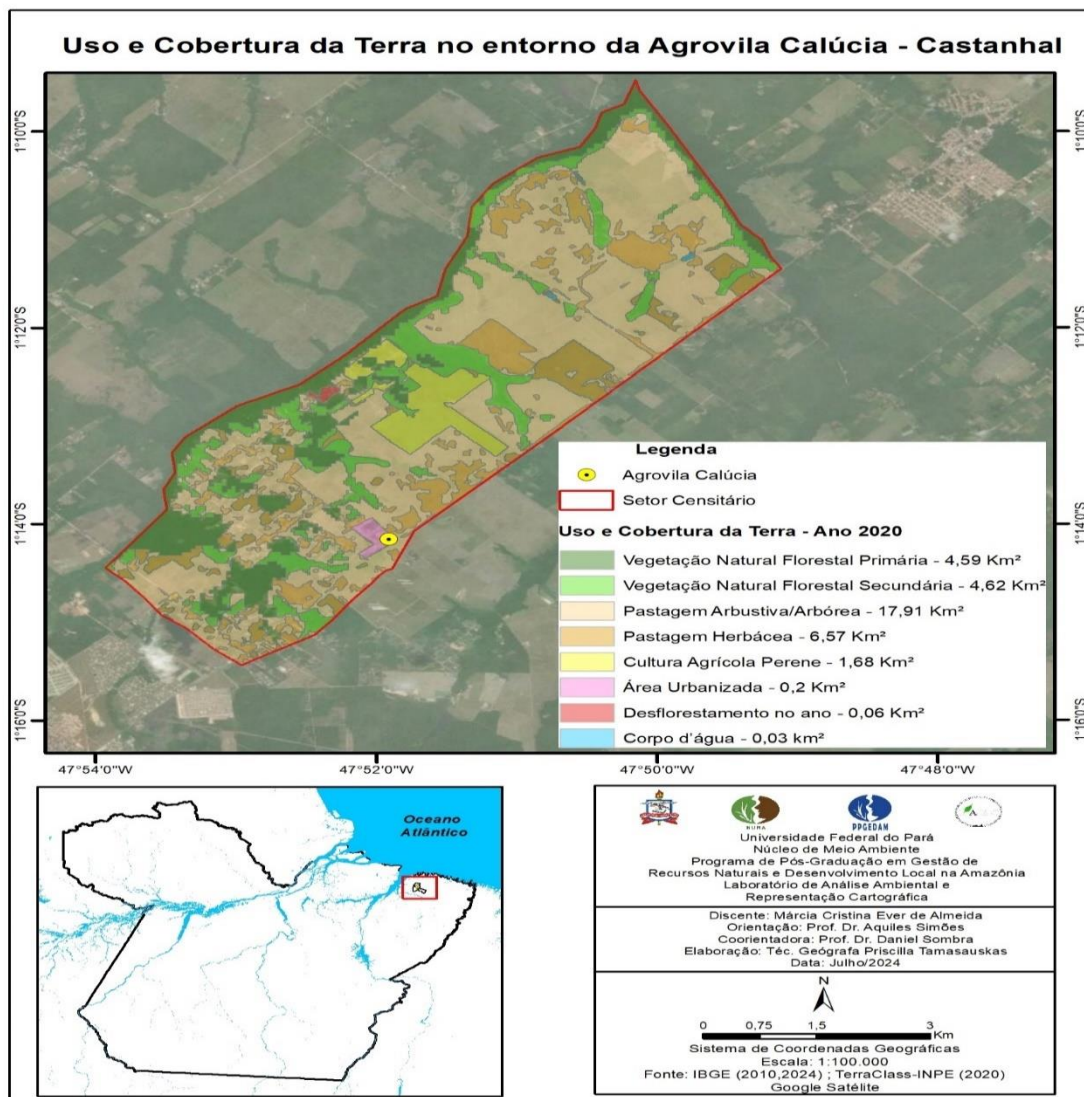 Uso e Cobertura da Terra no entorno da Agrovila Calúcia - Castanhal
1°10'0"S
1°12'0"S
1°14'0"S
1°16'0"S
1°10'0"S
1°12'0"S
1°14'0"S
1°16'0"S
47°54'0"W
47°52'0"W
47°50'0"W
47°48'0"W
Legenda
Agrovila Calúcia
Setor Censitário
Uso e Cobertura da Terra - Ano 2020
Vegetação Natural Florestal Primária - 4,59 Km²
Vegetação Natural Florestal Secundária - 4,62 Km²
Pastagem Arbustiva/Arbórea - 17,91 Km²
Pastagem Herbácea - 6,57 Km²
Cultura Agrícola Perene - 1,68 Km²
Área Urbanizada - 0,2 Km²
Desflorestamento no ano - 0,06 Km²
Corpo d'água - 0,03 km²
Oceano
Atlântico
NUMA
PPGEDAM
Universidade Federal do Pará
Núcleo de Meio Ambiente
Programa de Pós-Graduação em Gestão de
Recursos Naturais e Desenvolvimento Local na Amazônia
Laboratório de Análise Ambiental e
Representação Cartográfica
Discente: Márcia Cristina Ever de Almeida
Orientação: Prof. Dr. Aquiles Simões
Coorientadora: Prof. Dr. Daniel Sombra
Elaboração: Téc. Geógrafa Priscilla Tamasauskas
Data: Julho/2024
N
0 0,75 1,5 3
Km
Sistema de Coordenadas Geográficas
Escala: 1:100.000
Fonte: IBGE (2010,2024) ; TerraClass-INPE (2020)
Google Satélite